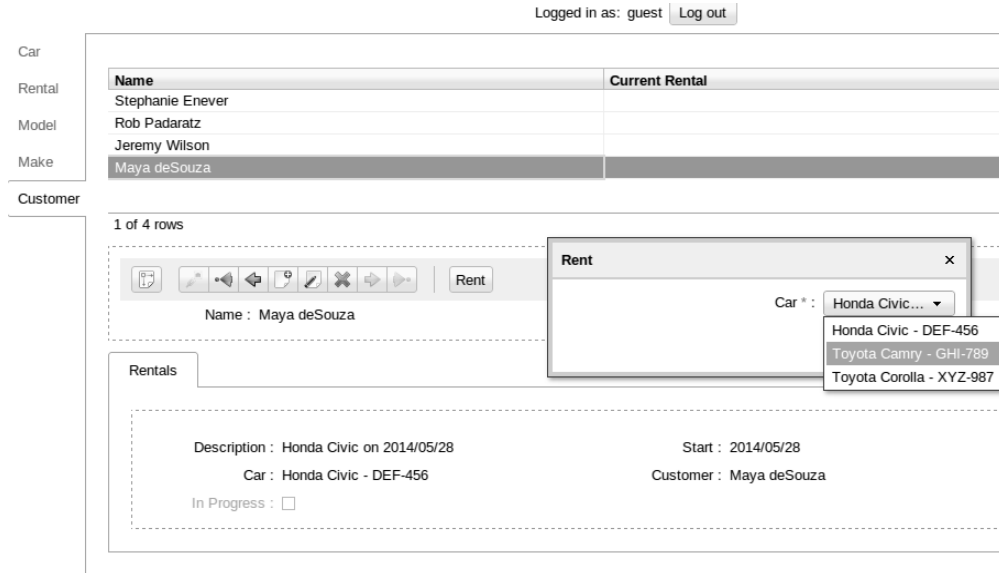 Logged in as: guest Log out
Car
Rental
Model
Make
Customer
Name Current Rental
Stephanie Enever
Rob Padaratz
Jeremy Wilson
Maya deSouza
1 of 4 rows
Rent
Name : Maya deSouza
Rent ×
Car * : Honda Civic...
Honda Civic - DEF-456
Toyota Camry - GHI-789
Toyota Corolla - XYZ-987
Rentals
Description : Honda Civic on 2014/05/28 Start : 2014/05/28
Car : Honda Civic - DEF-456 Customer : Maya deSouza
In Progress :